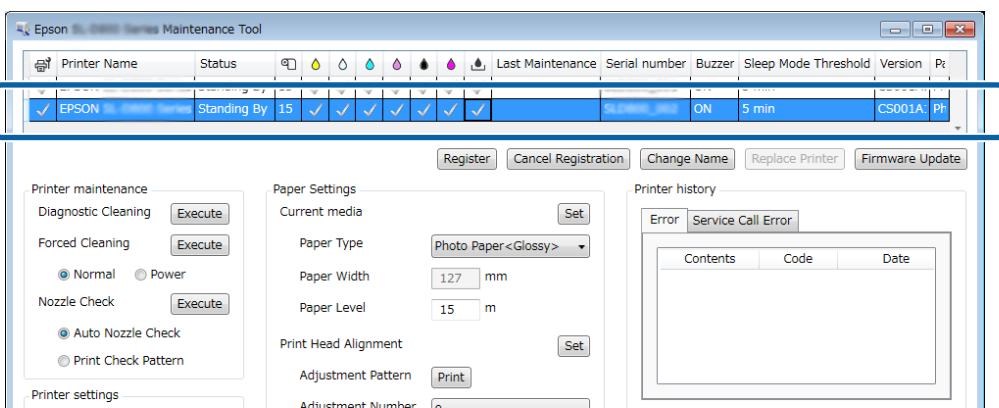 Epson Maintenance Tool
Printer Name Status Last Maintenance Serial number Buzzer Sleep Mode Threshold Version Pa
EPSON Standing By 15 ON 5 min CS001A: Ph
Register Cancel Registration Change Name Replace Printer Firmware Update
Printer maintenance
Diagnostic Cleaning Execute
Forced Cleaning Execute
Normal Power
Nozzle Check Execute
Auto Nozzle Check
Print Check Pattern
Printer settings
Paper Settings
Current media Set
Paper Type Photo Paper<Glossy>
Paper Width 127 mm
Paper Level 15 m
Print Head Alignment Set
Adjustment Pattern Print
Adjustment Number
Printer history
Error Service Call Error
Contents Code Date